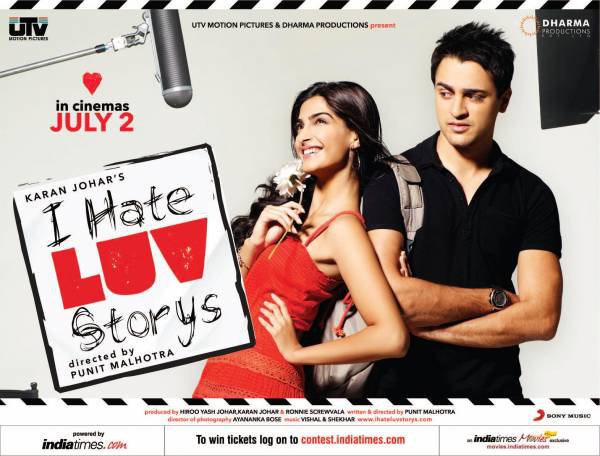 UTV
MOTION PICTURES
UTV MOTION PICTURES & DHARMA PRODUCTIONS present
DHARMA
PRODUCTIONS
PVT. LTD.
in cinemas
JULY 2
KARAN JOHAR'S
I Hate
LUV
Storys
directed by
PUNIT MALHOTRA
produced by HIROO YASH JOHAR,KARAN JOHAR & RONNIE SCREWVALA written & directed by PUNIT MALHOTRA
director of photography AYANANKA BOSE music VISHAL & SHEKHAR www.ihateluvstorys.com
SONY MUSIC
powered by
indiatimes.com
To win tickets log on to contest.indiatimes.com
an indiatimes Movies exclusive
movies.indiatimes.com